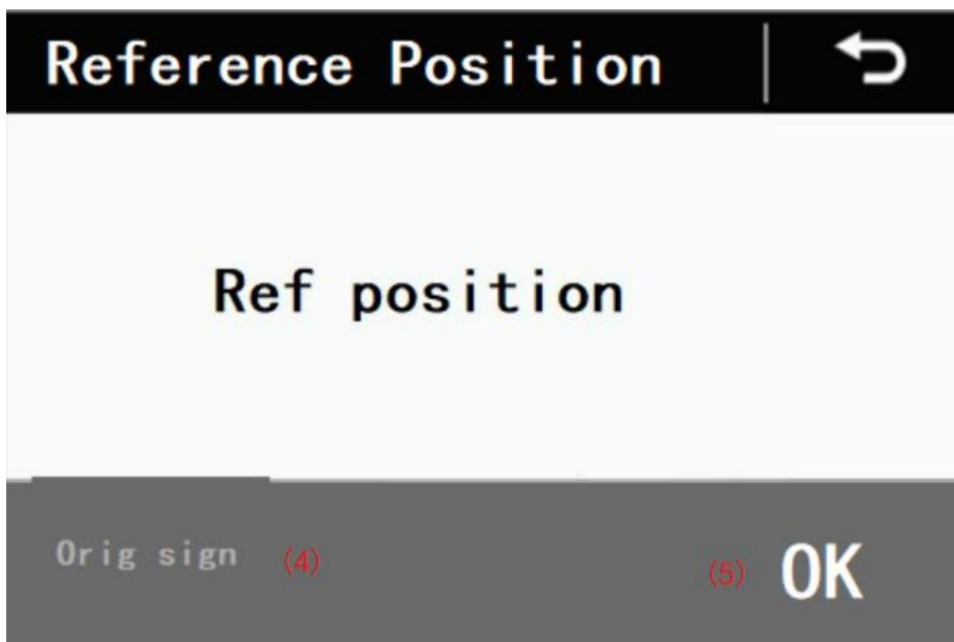 Reference Position
Ref position
Orig sign (4)
(5) OK